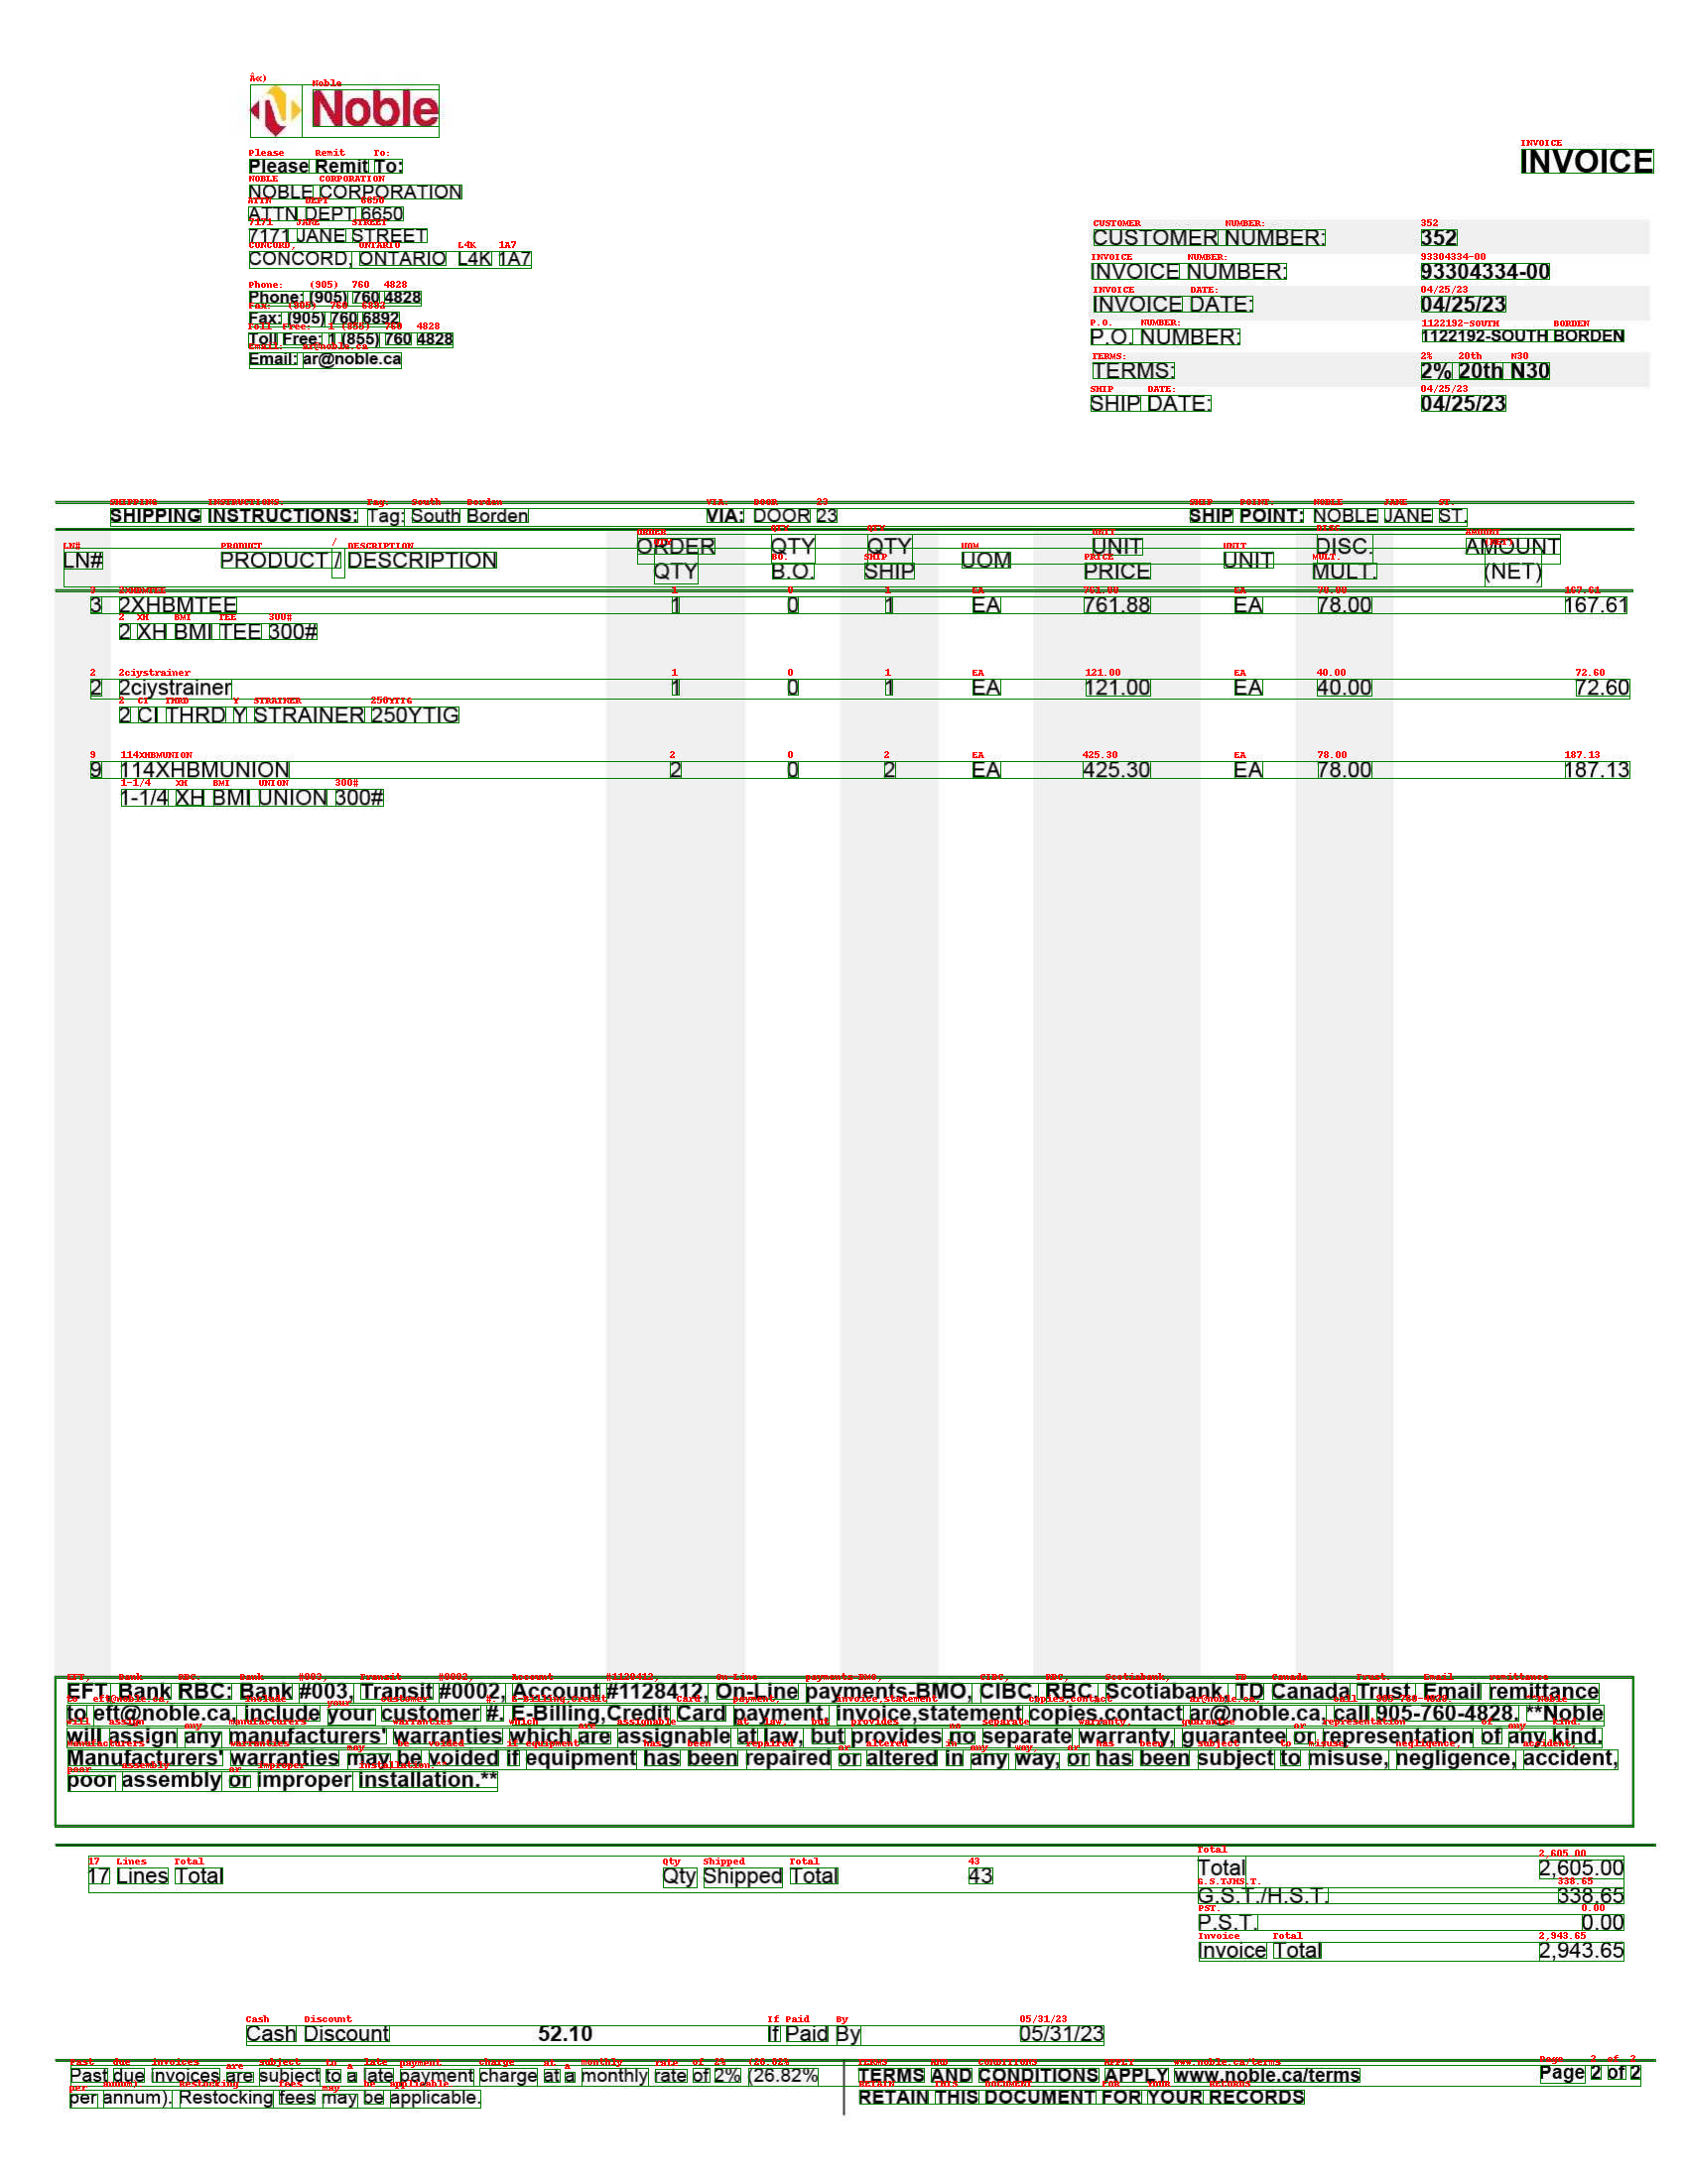 Noble
Please Remit To:
NOBLE CORPORATION
ATTN DEPT 6650
7171 JANE STREET
CONCORD, ONTARIO L4K 1A7
Phone: (905) 760 4828
Fax: (905) 760 6892
Toll Free: 1 (855) 760 4828
Email: ar@noble.ca
INVOICE
CUSTOMER NUMBER: 352
INVOICE NUMBER: 93304334-00
INVOICE DATE: 04/25/23
P.O. NUMBER: 1122192-SOUTH BORDEN
TERMS: 2% 20th N30
SHIP DATE: 04/25/23
SHIPPING INSTRUCTIONS: Tag: South Borden VIA: DOOR 23 SHIP POINT: NOBLE JANE ST.
LN# PRODUCT / DESCRIPTION ORDER QTY QTY B.O. QTY SHIP UOM UNIT PRICE UNIT DISC. MULT. AMOUNT (NET)
3 2XHBMTEE 1 0 1 EA 761.88 EA 78.00 167.61
2 XH BMI TEE 300#
2 2ciystrainer 1 0 1 EA 121.00 EA 40.00 72.60
2 CI THRD Y STRAINER 250YTIG
9 114XHBMUNION 2 0 2 EA 425.30 EA 78.00 187.13
1-1/4 XH BMI UNION 300#
EFT, Bank RBC: Bank #003, Transit #0002, Account #1128412, On-Line payments-BMO, CIBC, RBC, Scotiabank, TD Canada Trust. Email remittance
to eft@noble.ca, include your customer #. E-Billing,Credit Card payment, invoice,statement copies,contact ar@noble.ca, call 905-760-4828. **Noble
will assign any manufacturers' warranties which are assignable at law, but provides no separate warranty, guarantee or representation of any kind.
Manufacturers' warranties may be voided if equipment has been repaired or altered in any way, or has been subject to misuse, negligence, accident,
poor assembly or improper installation.**
17 Lines Total Qty Shipped Total 43
Total 2,605.00
G.S.T./H.S.T. 338.65
P.S.T. 0.00
Invoice Total 2,943.65
Cash Discount 52.10 If Paid By 05/31/23
Past due invoices are subject to a late payment charge at a monthly rate of 2% (26.82%
per annum). Restocking fees may be applicable.
TERMS AND CONDITIONS APPLY www.noble.ca/terms
RETAIN THIS DOCUMENT FOR YOUR RECORDS
Page 2 of 2